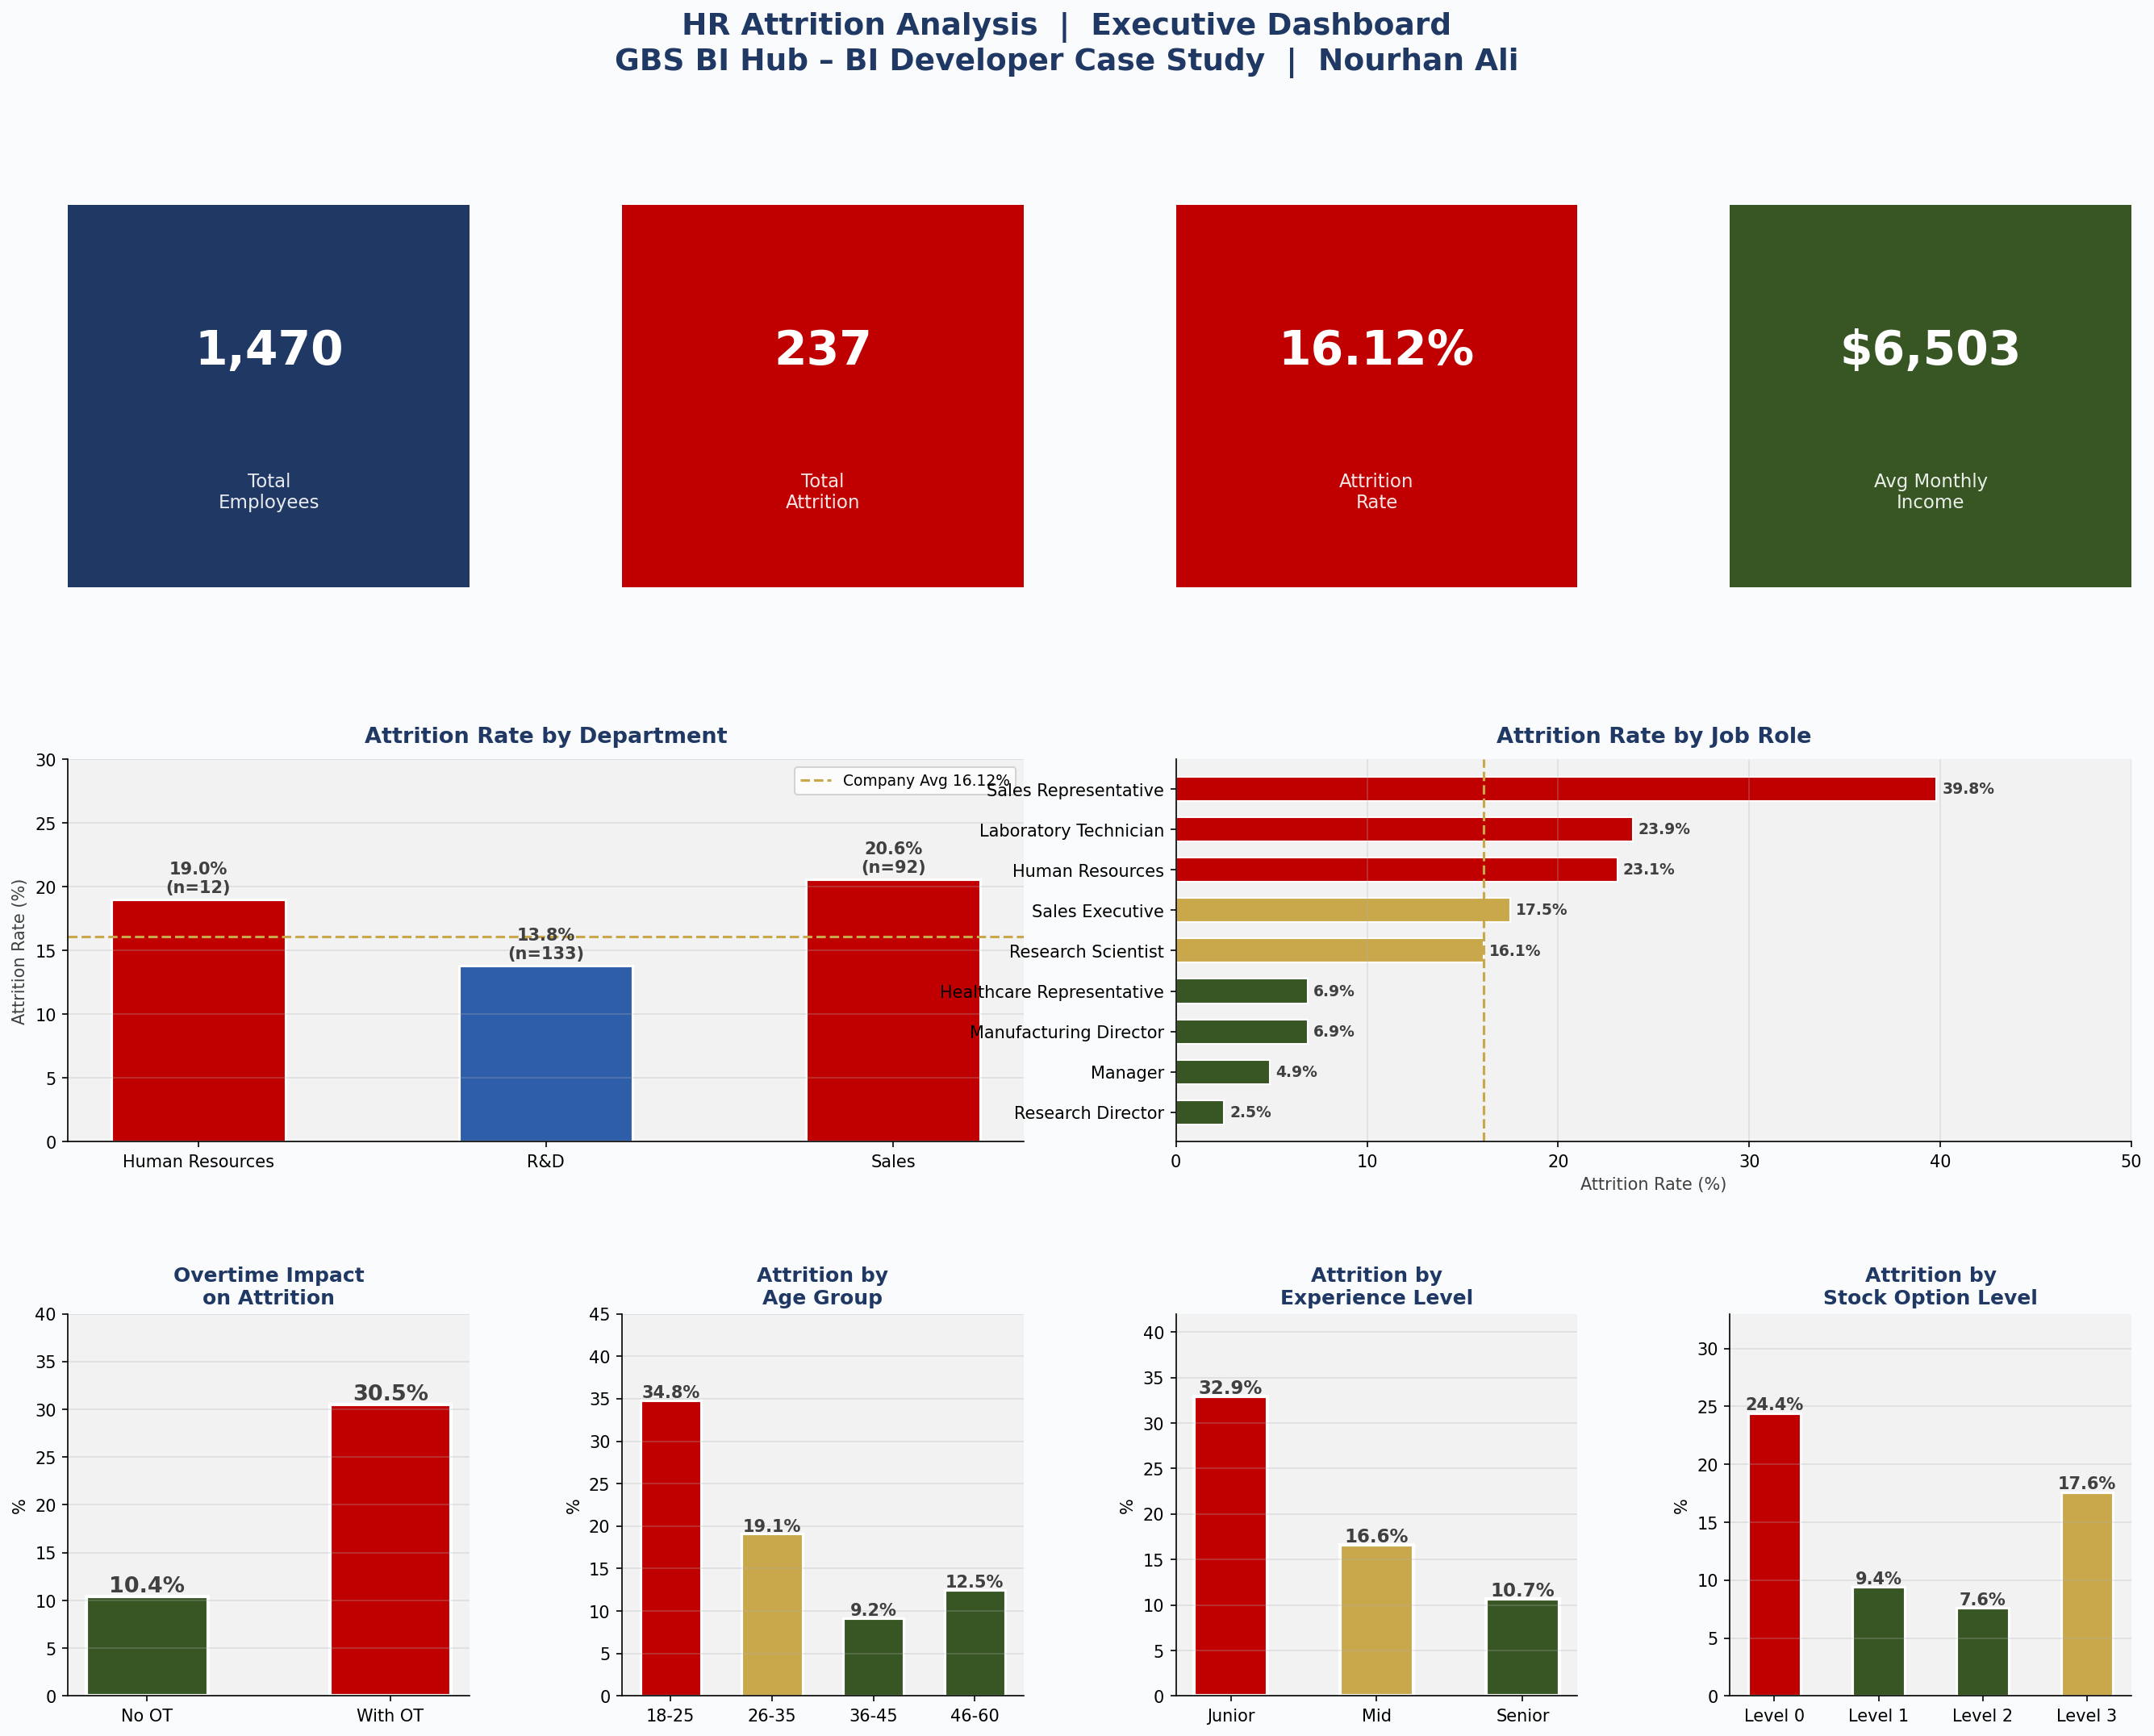 HR Attrition Analysis | Executive Dashboard
GBS BI Hub – BI Developer Case Study | Nourhan Ali
1,470
Total
Employees
237
Total
Attrition
16.12%
Attrition
Rate
$6,503
Avg Monthly
Income
Attrition Rate by Department
Attrition Rate (%)
30
25
20
15
10
5
0
Company Avg 16.12%
19.0%
(n=12)
13.8%
(n=133)
20.6%
(n=92)
Human Resources
R&D
Sales
Attrition Rate by Job Role
Sales Representative
39.8%
Laboratory Technician
23.9%
Human Resources
23.1%
Sales Executive
17.5%
Research Scientist
16.1%
Healthcare Representative
6.9%
Manufacturing Director
6.9%
Manager
4.9%
Research Director
2.5%
0
10
20
30
40
50
Attrition Rate (%)
Overtime Impact
on Attrition
%
40
35
30
25
20
15
10
5
0
10.4%
30.5%
No OT
With OT
Attrition by
Age Group
%
45
40
35
30
25
20
15
10
5
0
34.8%
19.1%
9.2%
12.5%
18-25
26-35
36-45
46-60
Attrition by
Experience Level
%
40
35
30
25
20
15
10
5
0
32.9%
16.6%
10.7%
Junior
Mid
Senior
Attrition by
Stock Option Level
%
30
25
20
15
10
5
0
24.4%
9.4%
7.6%
17.6%
Level 0
Level 1
Level 2
Level 3